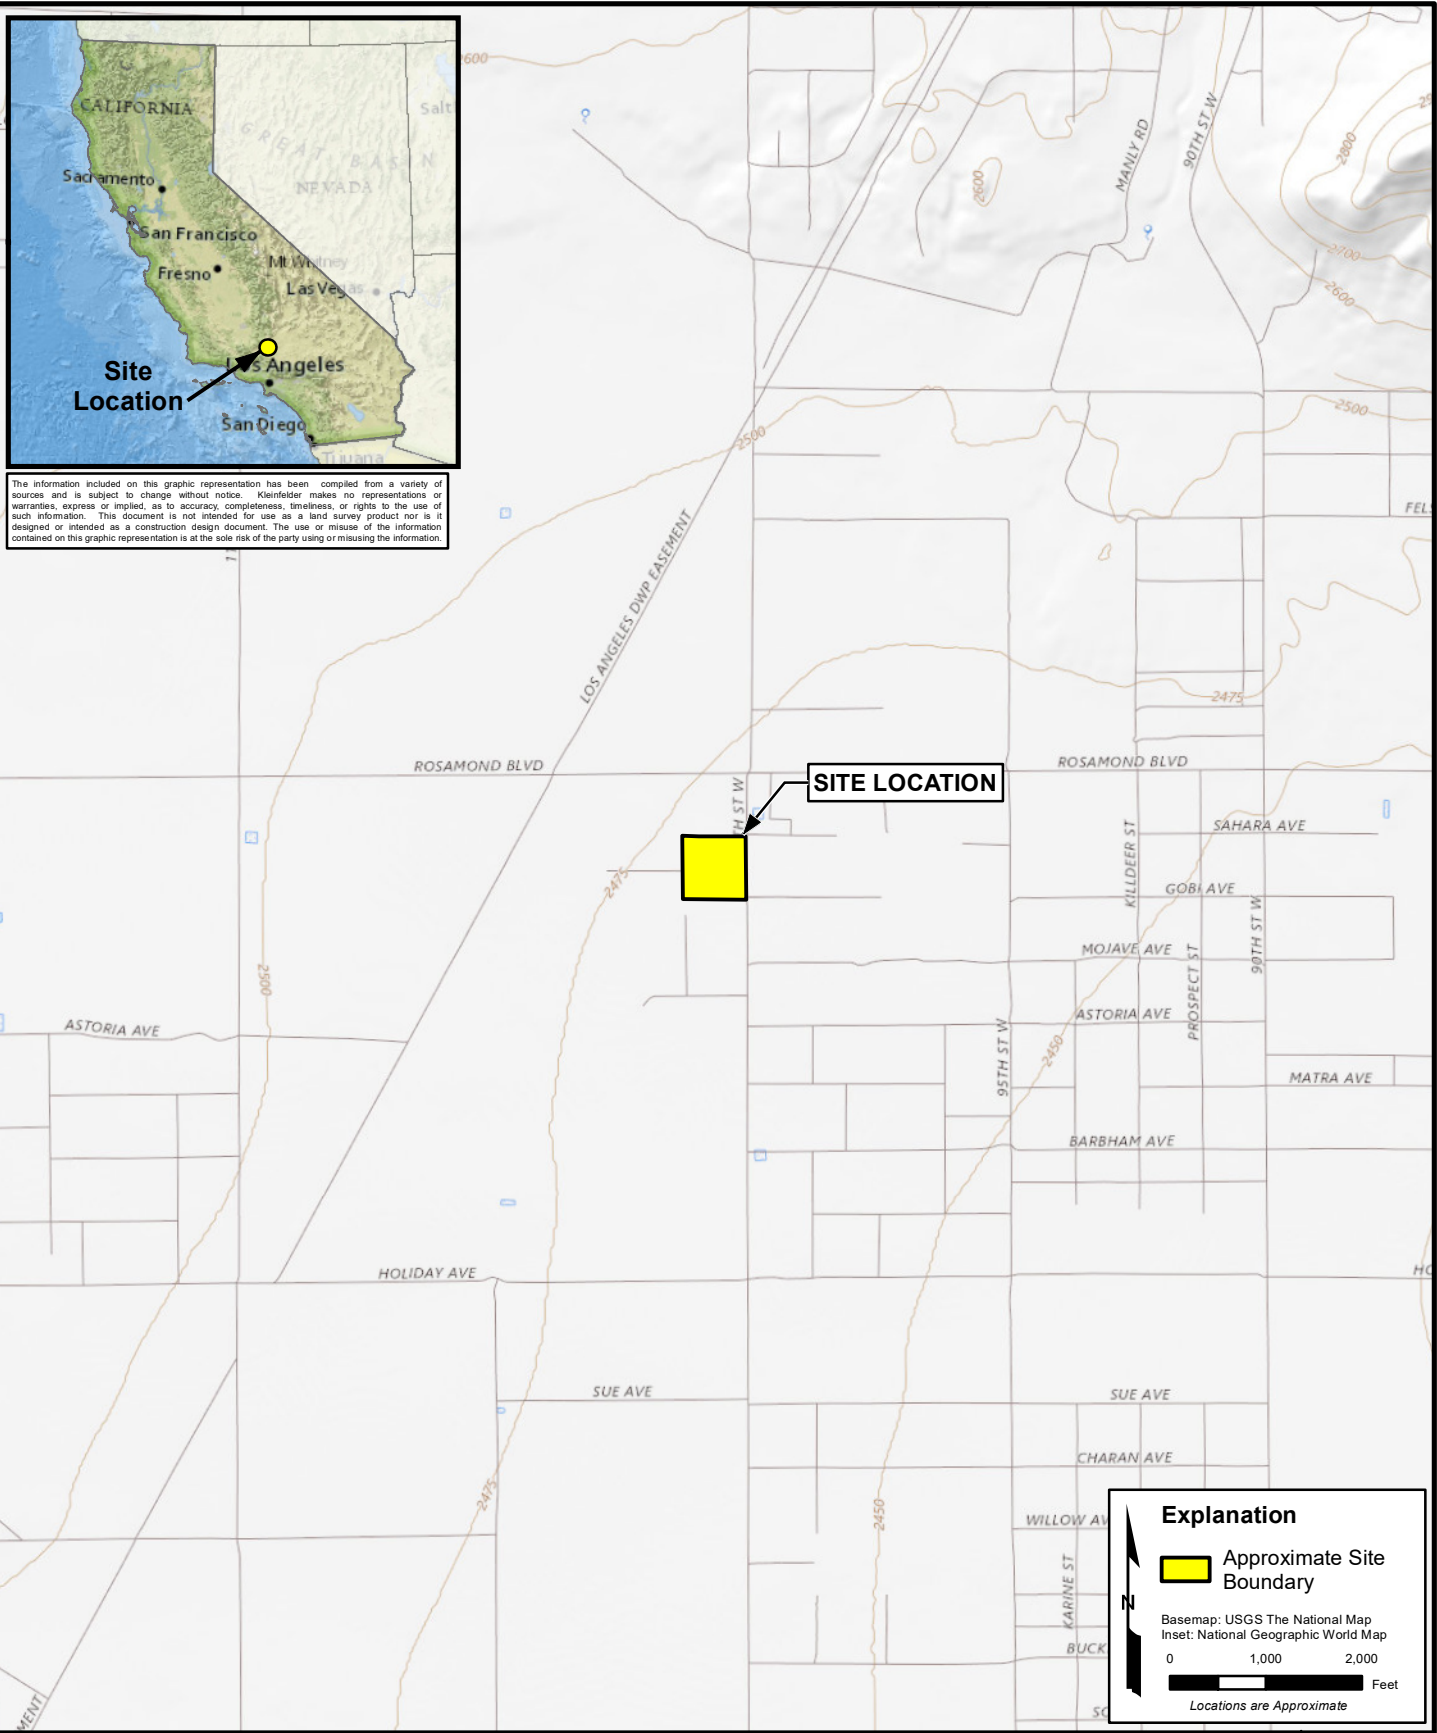 CALIFORNIA
GREAT BASIN
NEVADA
Salt
Sacramento
San Francisco
Fresno
Mt Whitney
Las Vegas
Los Angeles
San Diego
Tijuana
Site
Location
The information included on this graphic representation has been compiled from a variety of
sources and is subject to change without notice. Kleinfelder makes no representations or
warranties, express or implied, as to accuracy, completeness, timeliness, or rights to the use of
such information. This document is not intended for use as a land survey product nor is it
designed or intended as a construction design document. The use or misuse of the information
contained on this graphic representation is at the sole risk of the party using or misusing the information.
2600
MANLY RD
90TH ST W
2800
2600
2700
2600
2500
2500
FELS
11
LOS ANGELES DWP EASEMENT
2475
ROSAMOND BLVD
ROSAMOND BLVD
SITE LOCATION
TH ST W
KILLDEER ST
SAHARA AVE
2475
GOBI AVE
90TH ST W
MOJAVE AVE
PROSPECT ST
2500
ASTORIA AVE
ASTORIA AVE
95TH ST W
2450
MATRA AVE
BARBHAM AVE
HOLIDAY AVE
HO
SUE AVE
SUE AVE
CHARAN AVE
2475
2450
WILLOW AV
KARINE ST
BUCK
SC
MENT
Explanation
Approximate Site
Boundary
N
Basemap: USGS The National Map
Inset: National Geographic World Map
0 1,000 2,000
Feet
Locations are Approximate